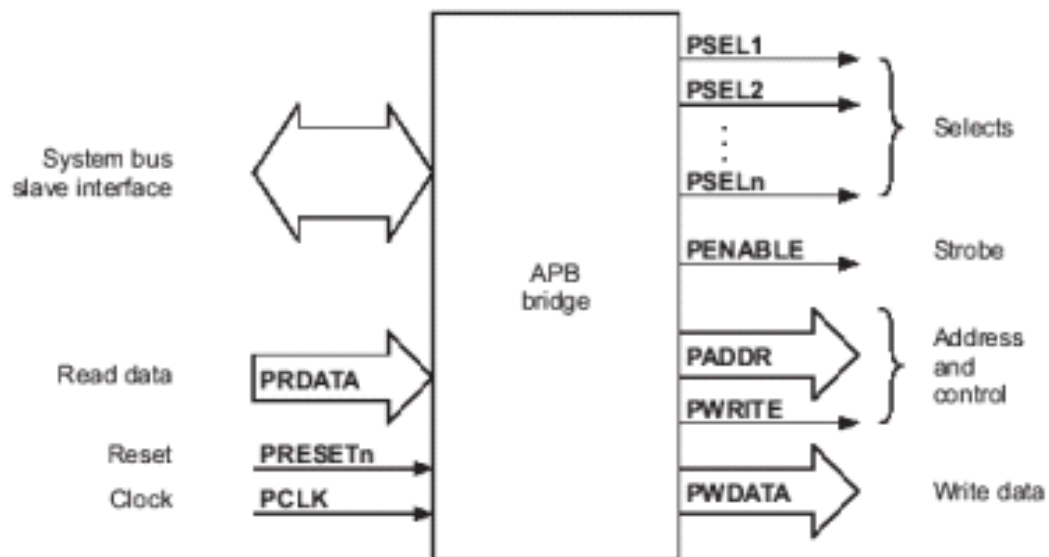 System bus
slave interface
Read data
PRDATA
Reset
PRESETn
Clock
PCLK
APB
bridge
PSEL1
PSEL2
PSELn
Selects
PENABLE
Strobe
PADDR
PWRITE
Address
and
control
PWDATA
Write data